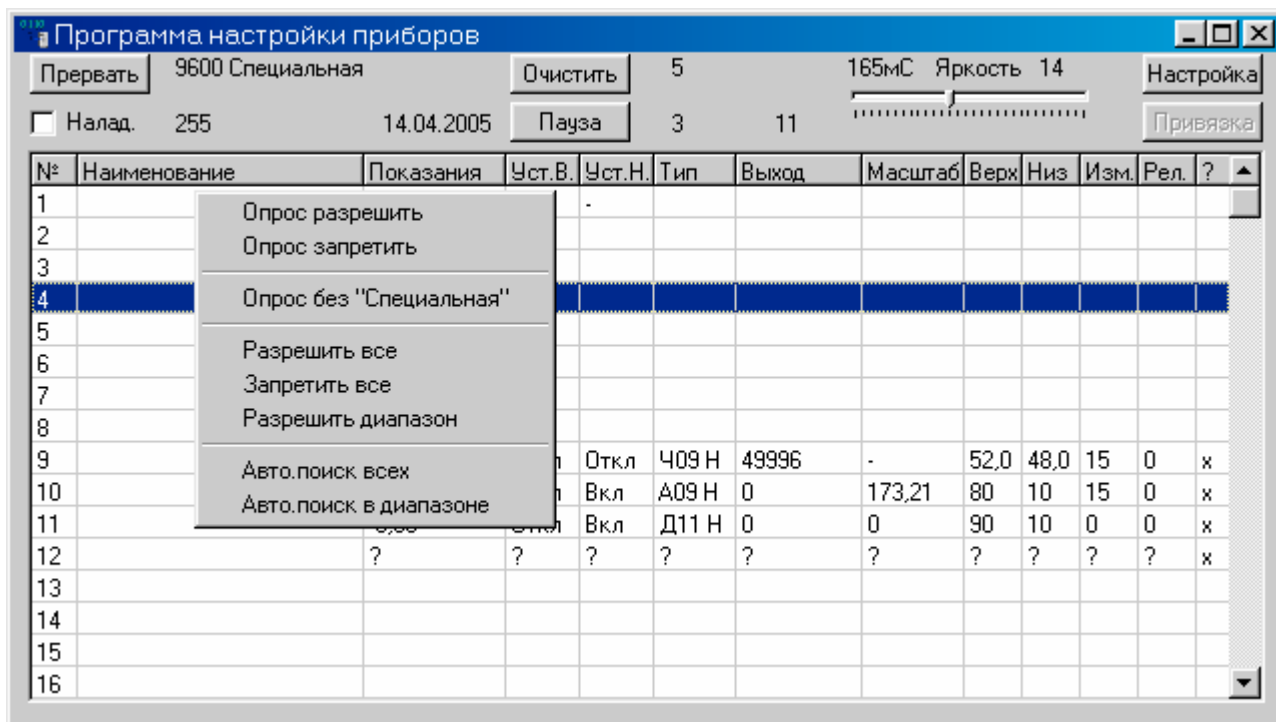 Программа настройки приборов
Прервать 9600 Специальная Очистить 5 165мС Яркость 14 Настройка
Налад. 255 14.04.2005 Пауза 3 11 Привязка
№ Наименование Показания Уст.В. Уст.Н. Тип Выход Масштаб Верх Низ Изм. Рел. ?
1 -
Опрос разрешить
2
Опрос запретить
3
4
Опрос без "Специальная"
5
Разрешить все
6
Запретить все
7
Разрешить диапазон
8
9 Откл Ч09 Н 49996 - 52,0 48,0 15 0 x
Авто.поиск всех
10 Вкл А09 Н 0 173,21 80 10 15 0 x
Авто.поиск в диапазоне
11 Откл Вкл Д11 Н 0 0 90 10 0 0 x
12 ? ? ? ? ? ? ? ? ? ? x
13
14
15
16